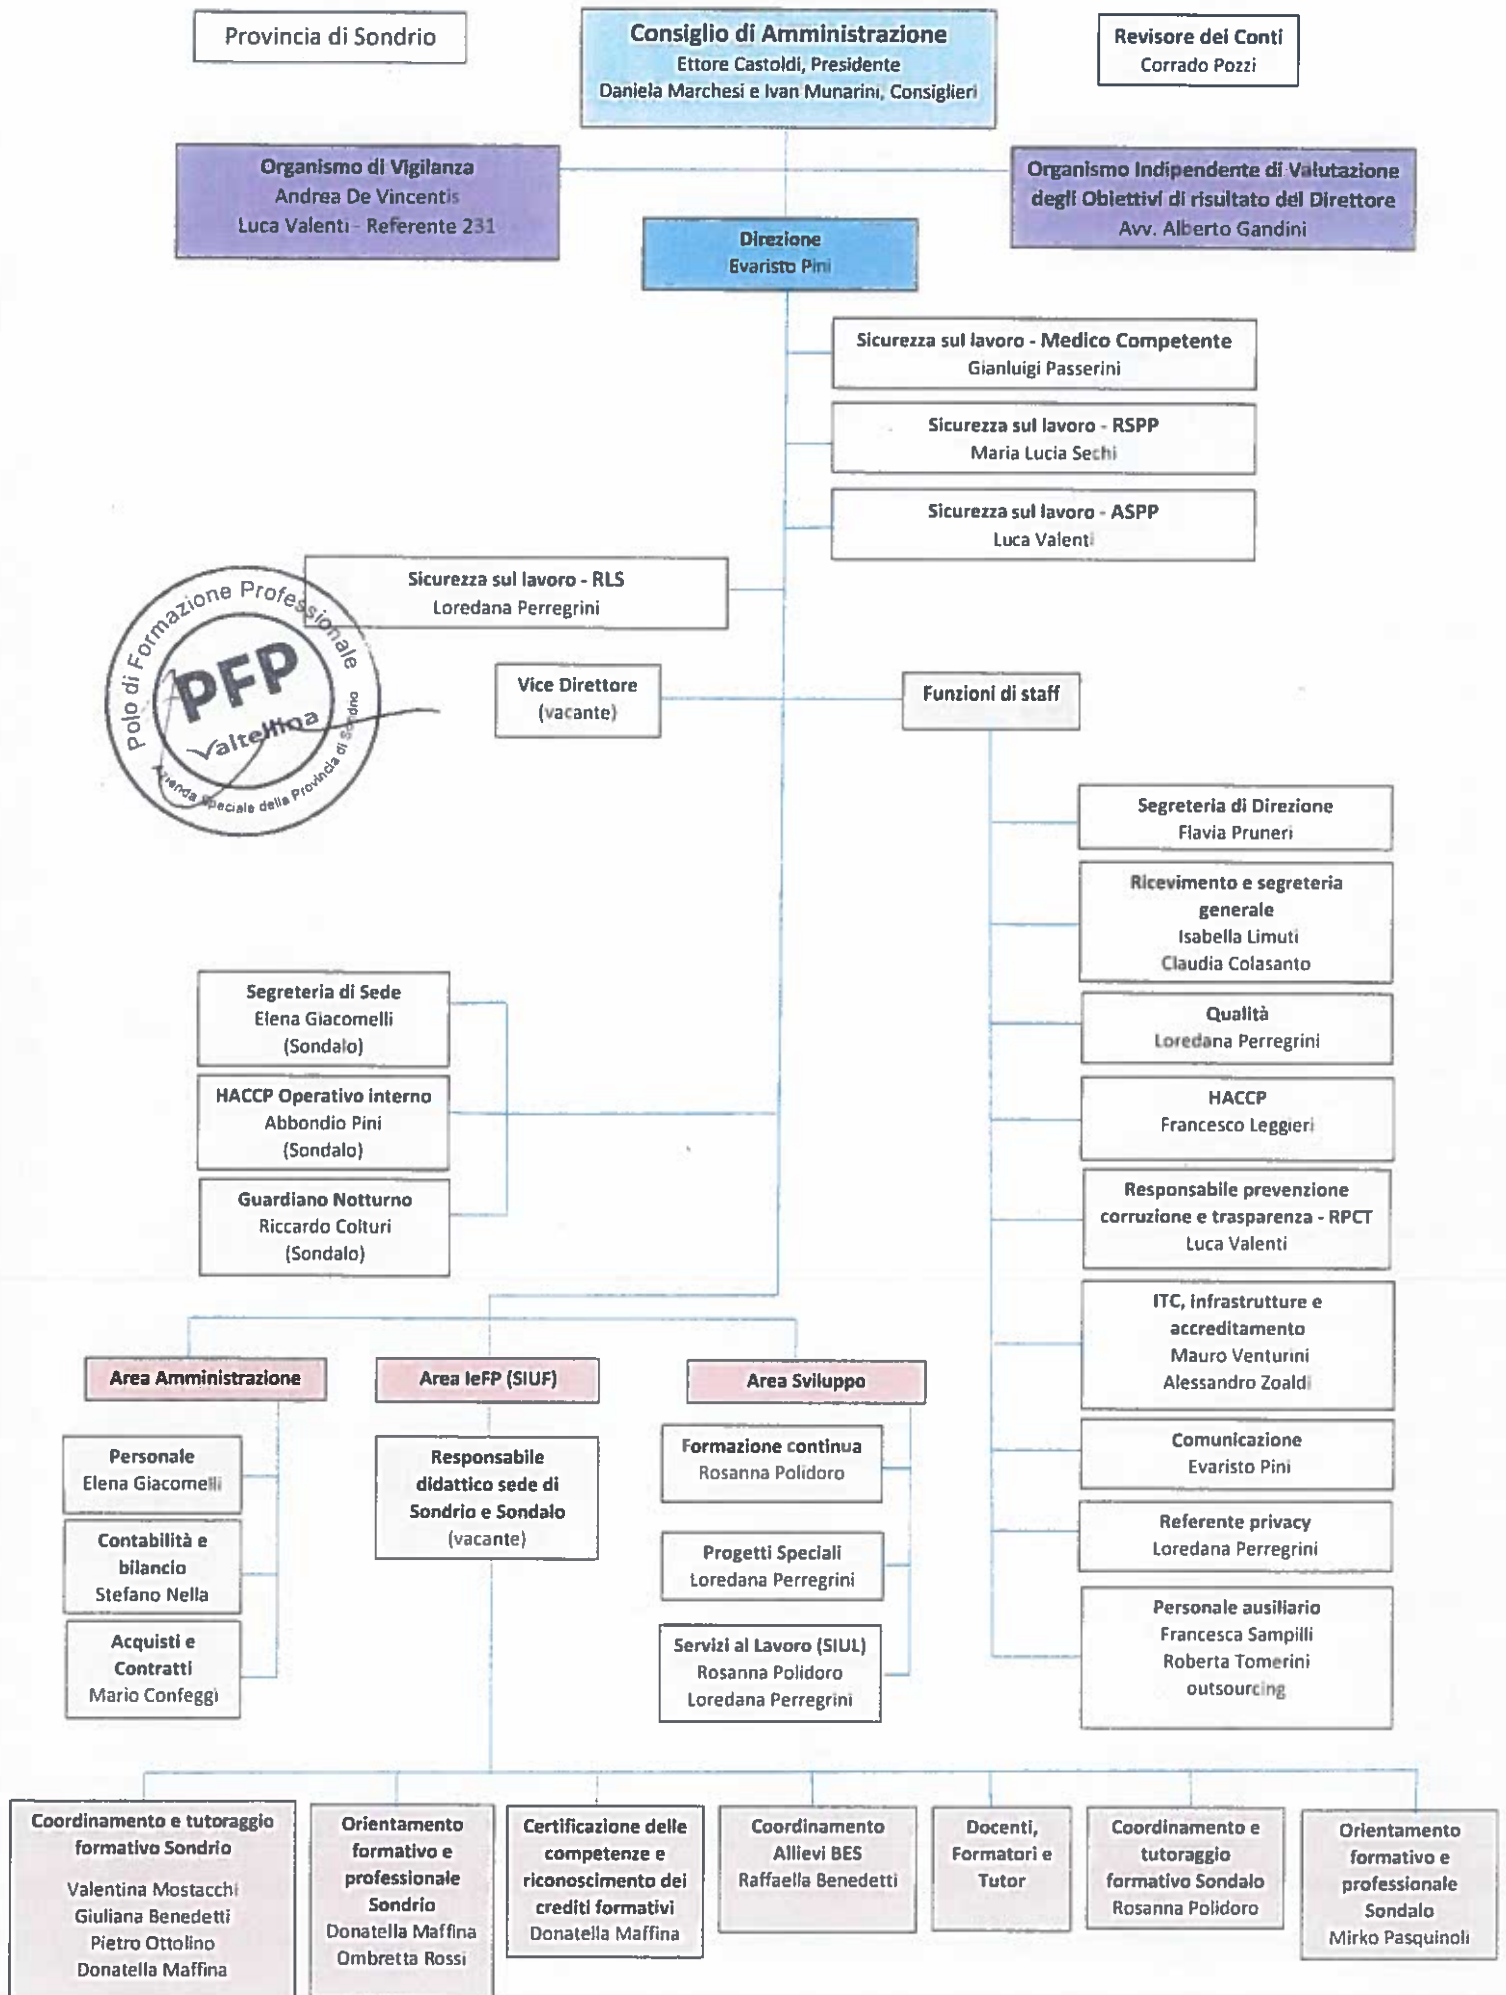 Provincia di Sondrio
Consiglio di Amministrazione
Ettore Castoldi, Presidente
Daniela Marchesi e Ivan Munarini, Consiglieri
Revisore dei Conti
Corrado Pozzi
Organismo di Vigilanza
Andrea De Vincentis
Luca Valenti - Referente 231
Organismo Indipendente di Valutazione
degli Obiettivi di risultato del Direttore
Avv. Alberto Gandini
Direzione
Evaristo Pini
Sicurezza sul lavoro - Medico Competente
Gianluigi Passerini
Sicurezza sul lavoro - RSPP
Maria Lucia Sechi
Sicurezza sul lavoro - ASPP
Luca Valenti
Sicurezza sul lavoro - RLS
Loredana Perregrini
Polo di Formazione Professionale
PFP
Valtellina
Azienda Speciale della Provincia di Sondrio
Vice Direttore
(vacante)
Funzioni di staff
Segreteria di Direzione
Flavia Pruneri
Ricevimento e segreteria
generale
Isabella Limuti
Claudia Colasanto
Qualità
Loredana Perregrini
HACCP
Francesco Leggieri
Responsabile prevenzione
corruzione e trasparenza - RPCT
Luca Valenti
ITC, infrastrutture e
accreditamento
Mauro Venturini
Alessandro Zoaldi
Comunicazione
Evaristo Pini
Referente privacy
Loredana Perregrini
Personale ausiliario
Francesca Sampilli
Roberta Tomerini
outsourcing
Segreteria di Sede
Elena Giacomelli
(Sondalo)
HACCP Operativo interno
Abbondio Pini
(Sondalo)
Guardiano Notturno
Riccardo Colturi
(Sondalo)
Area Amministrazione
Personale
Elena Giacomelli
Contabilità e
bilancio
Stefano Nella
Acquisti e
Contratti
Mario Confeggi
Area IeFP (SIUF)
Responsabile
didattico sede di
Sondrio e Sondalo
(vacante)
Area Sviluppo
Formazione continua
Rosanna Polidoro
Progetti Speciali
Loredana Perregrini
Servizi al Lavoro (SIUL)
Rosanna Polidoro
Loredana Perregrini
Coordinamento e tutoraggio
formativo Sondrio
Valentina Mostacchi
Giuliana Benedetti
Pietro Ottolino
Donatella Maffina
Orientamento
formativo e
professionale
Sondrio
Donatella Maffina
Ombretta Rossi
Certificazione delle
competenze e
riconoscimento dei
crediti formativi
Donatella Maffina
Coordinamento
Allievi BES
Raffaella Benedetti
Docenti,
Formatori e
Tutor
Coordinamento e
tutoraggio
formativo Sondalo
Rosanna Polidoro
Orientamento
formativo e
professionale
Sondalo
Mirko Pasquinoli